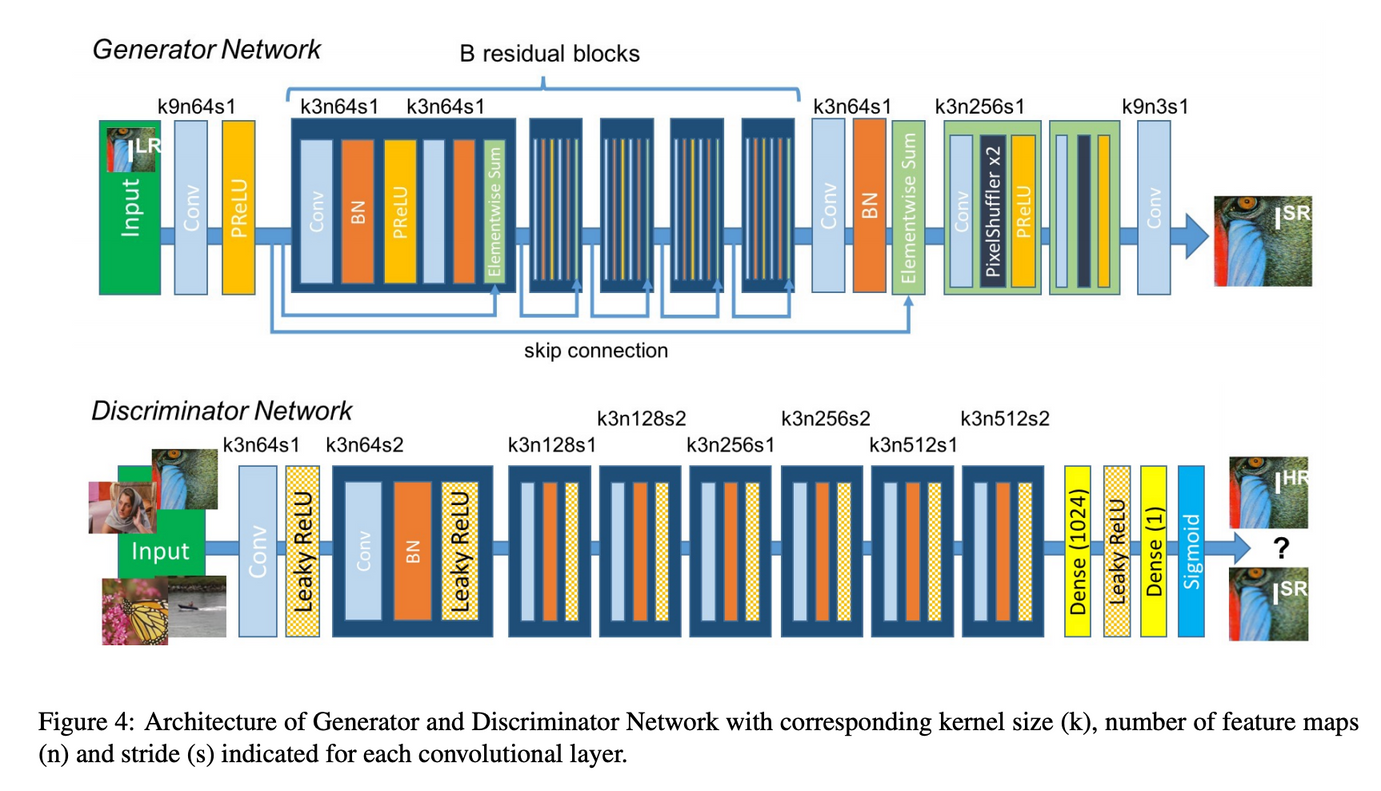 Generator Network
B residual blocks
k9n64s1
k3n64s1
k3n64s1
k3n64s1
k3n256s1
k9n3s1
Input
I^LR
Conv
PReLU
Conv
BN
PReLU
Elementwise Sum
Conv
BN
Elementwise Sum
Conv
PixelShuffler x2
PReLU
Conv
I^SR
skip connection
Discriminator Network
k3n64s1
k3n64s2
k3n128s1
k3n128s2
k3n256s1
k3n256s2
k3n512s1
k3n512s2
Input
Conv
Leaky ReLU
Conv
BN
Leaky ReLU
Dense (1024)
Leaky ReLU
Dense (1)
Sigmoid
I^HR
?
I^SR
Figure 4: Architecture of Generator and Discriminator Network with corresponding kernel size (k), number of feature maps
(n) and stride (s) indicated for each convolutional layer.